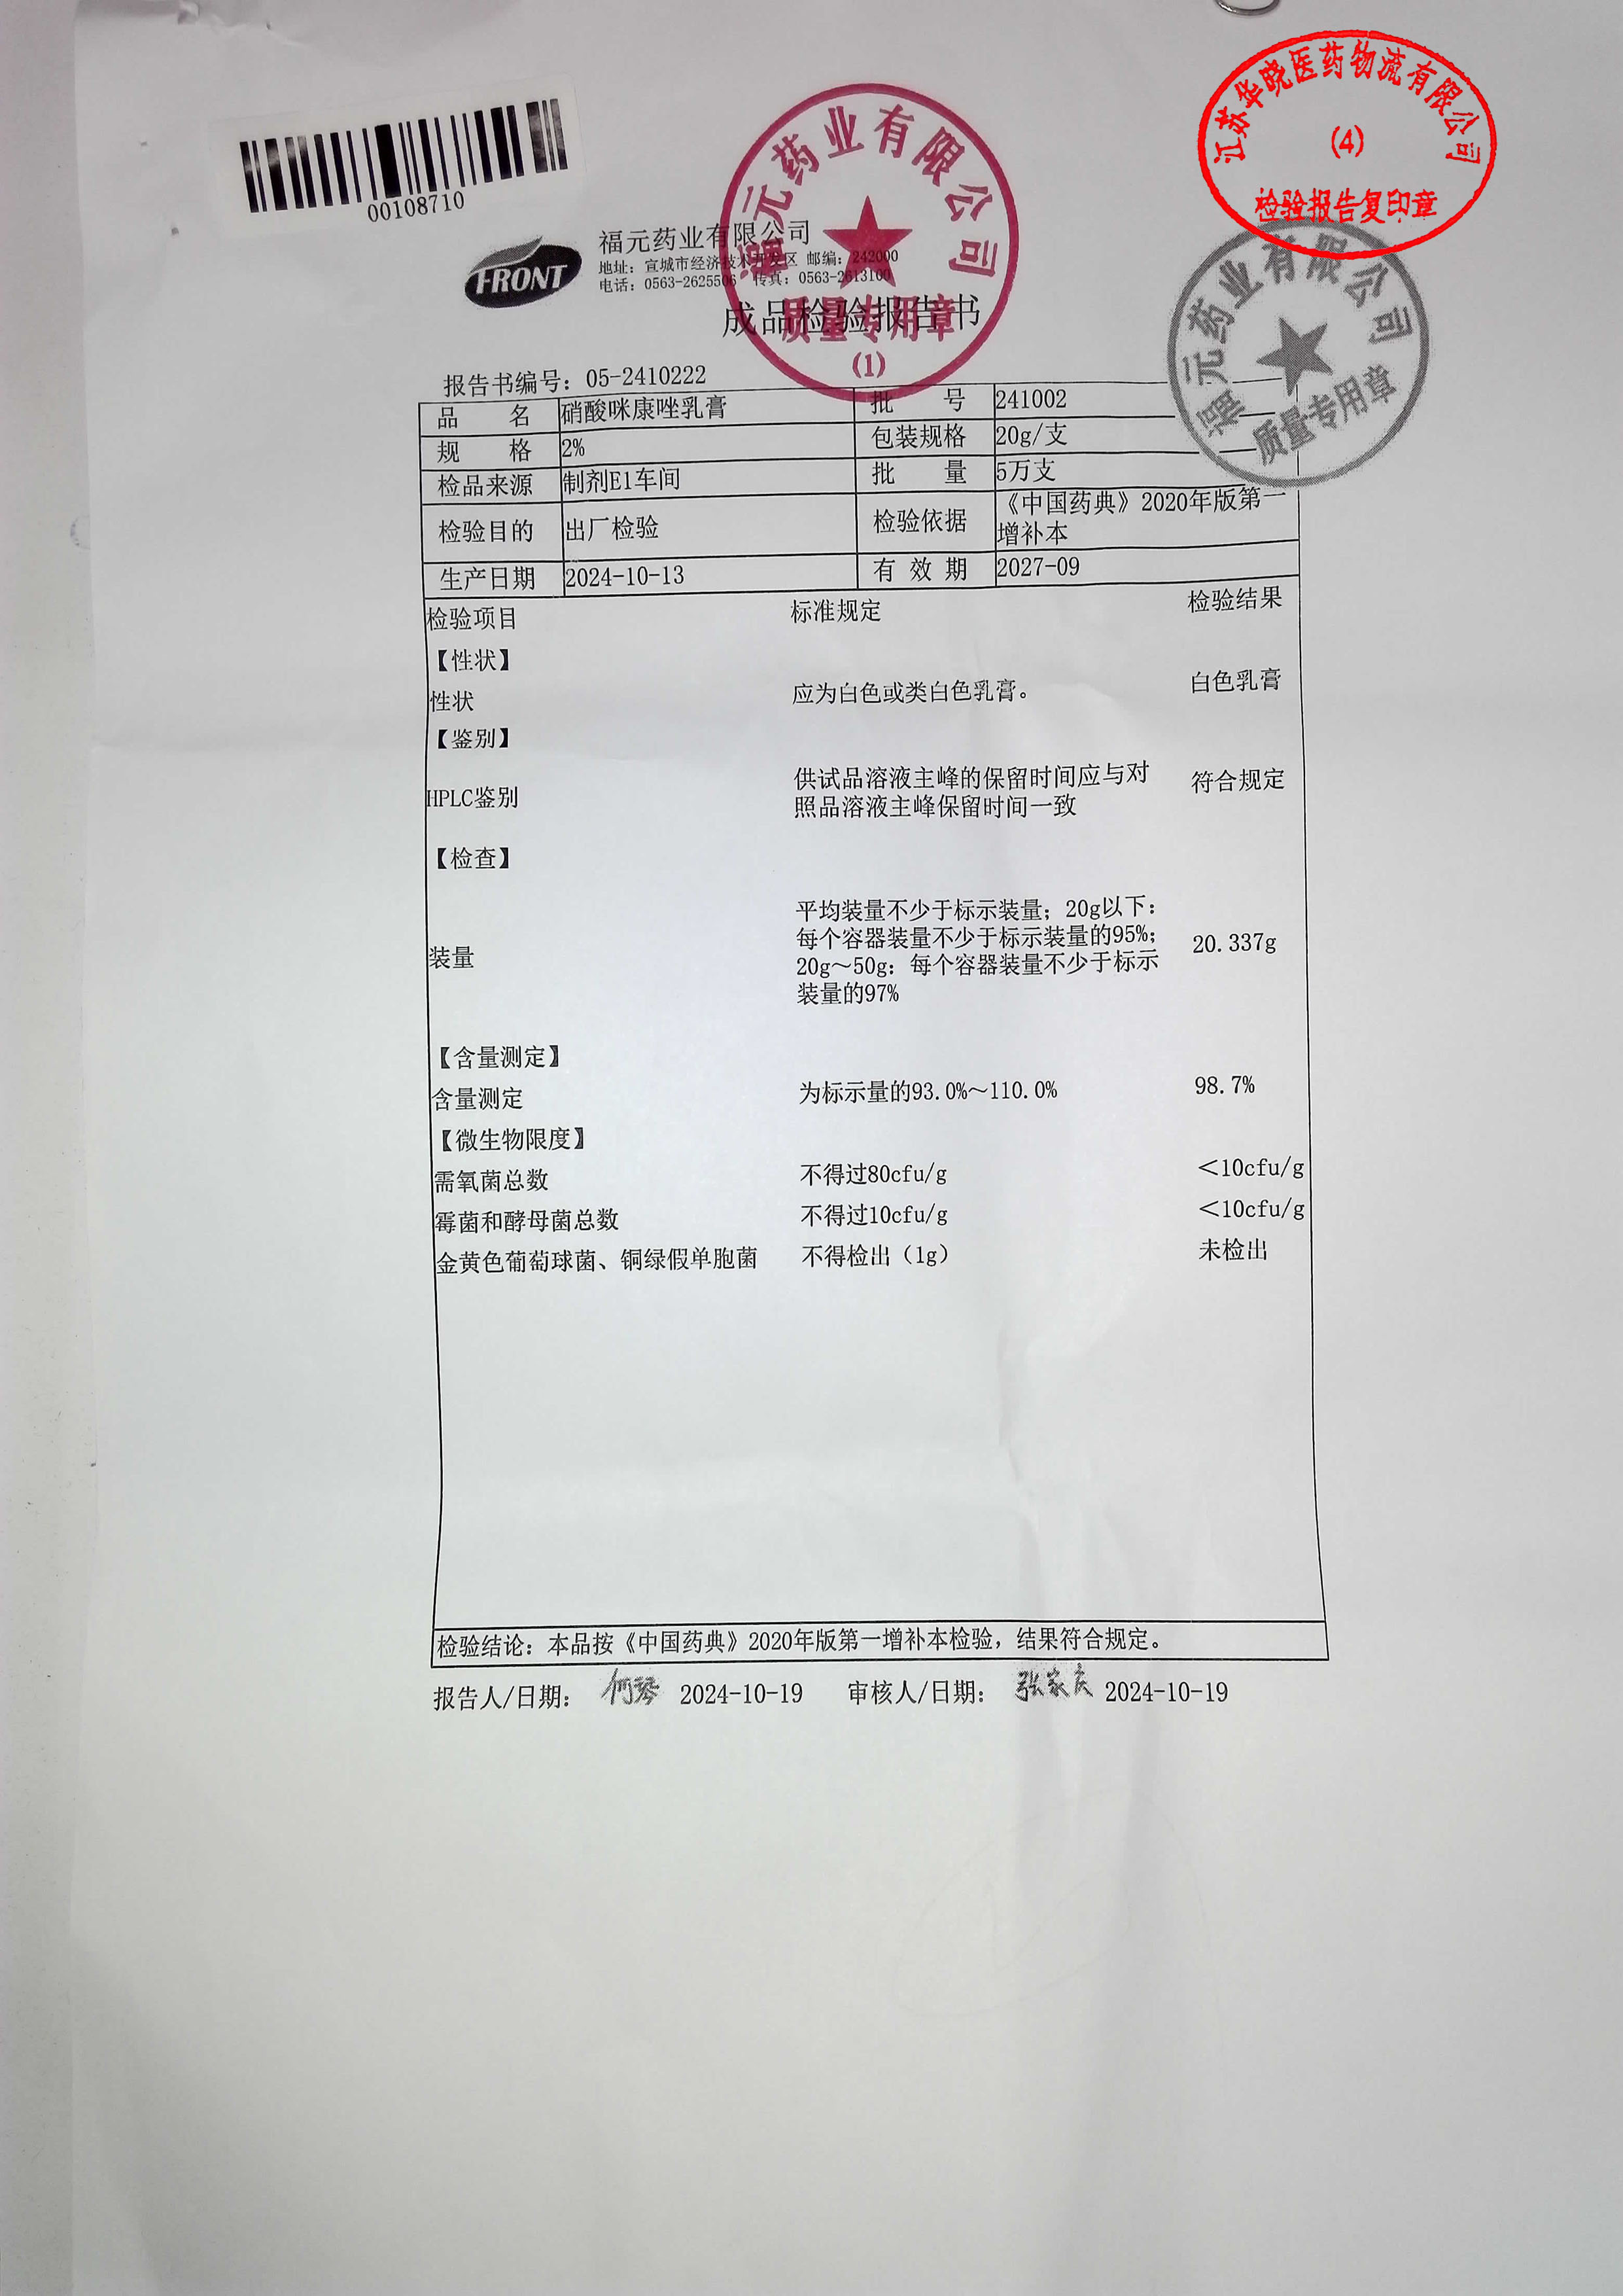 江苏华晓医药物流有限公司
(4)
检验报告复印章
00108710
福元药业有限公司
质量专用章
(1)
福元药业有限公司
质量专用章
FRONT
福元药业有限公司
地址：宣城市经济技术开发区 邮编：242000
电话：0563-2625506 传真：0563-2613100
成品检验报告书
报告书编号：05-2410222
品 名 硝酸咪康唑乳膏 批 号 241002
规 格 2% 包装规格 20g/支
检品来源 制剂E1车间 批 量 5万支
检验目的 出厂检验 检验依据 《中国药典》2020年版第一
增补本
生产日期 2024-10-13 有 效 期 2027-09
检验项目 标准规定 检验结果
【性状】
性状 应为白色或类白色乳膏。 白色乳膏
【鉴别】
HPLC鉴别 供试品溶液主峰的保留时间应与对 符合规定
照品溶液主峰保留时间一致
【检查】
装量 平均装量不少于标示装量；20g以下： 20.337g
每个容器装量不少于标示装量的95%；
20g～50g：每个容器装量不少于标示
装量的97%
【含量测定】
含量测定 为标示量的93.0%～110.0% 98.7%
【微生物限度】
需氧菌总数 不得过80cfu/g ＜10cfu/g
霉菌和酵母菌总数 不得过10cfu/g ＜10cfu/g
金黄色葡萄球菌、铜绿假单胞菌 不得检出（1g） 未检出
检验结论：本品按《中国药典》2020年版第一增补本检验，结果符合规定。
报告人/日期： 何琴 2024-10-19 审核人/日期： 张家庆 2024-10-19